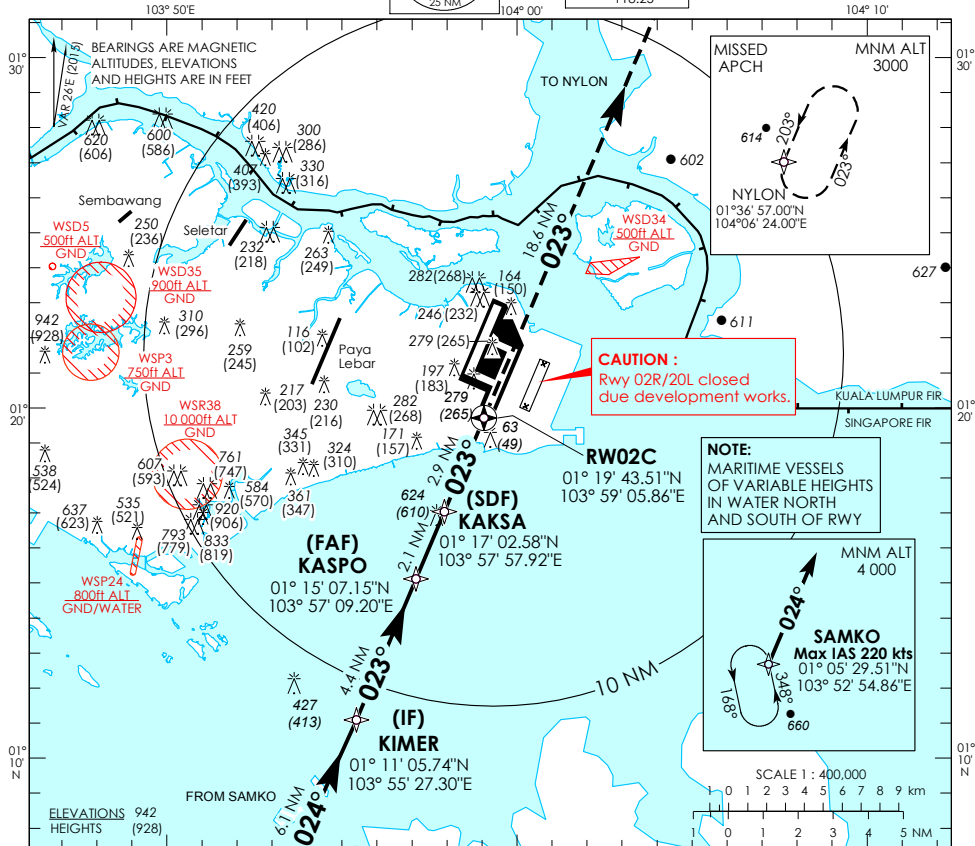 25 NM
110.25
103° 50'E
104° 00'E
104° 10'E
01°
30'
01°
30'
BEARINGS ARE MAGNETIC
ALTITUDES, ELEVATIONS
AND HEIGHTS ARE IN FEET
VAR 26'E (2015)
TO NYLON
MISSED
APCH
MNM ALT
3000
614
203°
023°
NYLON
01°36' 57.00"N
104°06' 24.00"E
620
(606)
600
(586)
420
(406)
300
(286)
407
(393)
330
(316)
602
Sembawang
250
(236)
Seletar
232
(218)
263
(249)
18.6 NM
023°
WSD34
500ft ALT
GND
WSD5
500ft ALT
GND
WSD35
900ft ALT
GND
627
282(268)
164
(150)
246 (232)
611
942
(928)
310
(296)
259
(245)
116
(102)
Paya
Lebar
279 (265)
WSP3
750ft ALT
GND
197
(183)
CAUTION :
Rwy 02R/20L closed
due development works.
217
(203)
230
(216)
282
(268)
279
(265)
KUALA LUMPUR FIR
SINGAPORE FIR
01°
20'
01°
20'
WSR38
10 000ft ALT
GND
345
(331)
324
(310)
171
(157)
63
(49)
RW02C
01° 19' 43.51"N
103° 59' 05.86"E
NOTE:
MARITIME VESSELS
OF VARIABLE HEIGHTS
IN WATER NORTH
AND SOUTH OF RWY
538
(524)
607
(593)
761
(747)
584
(570)
361
(347)
2.9 NM
023°
624
(610)
(SDF)
KAKSA
01° 17' 02.58"N
103° 57' 57.92"E
637
(623)
535
(521)
920
(906)
793
(779)
833
(819)
2.1 NM
(FAF)
KASPO
01° 15' 07.15"N
103° 57' 09.20"E
WSP24
800ft ALT
GND/WATER
MNM ALT
4 000
024°
SAMKO
Max IAS 220 kts
01° 05' 29.51"N
103° 52' 54.86"E
168°
348°
660
4.4 NM
023°
10 NM
427
(413)
(IF)
KIMER
01° 11' 05.74"N
103° 55' 27.30"E
01°
10'
N
01°
10'
N
FROM SAMKO
6.1 NM
024°
ELEVATIONS 942
HEIGHTS (928)
SCALE 1 : 400,000
1 0 1 2 3 4 5 6 7 8 9 km
1 0 1 2 3 4 5 NM